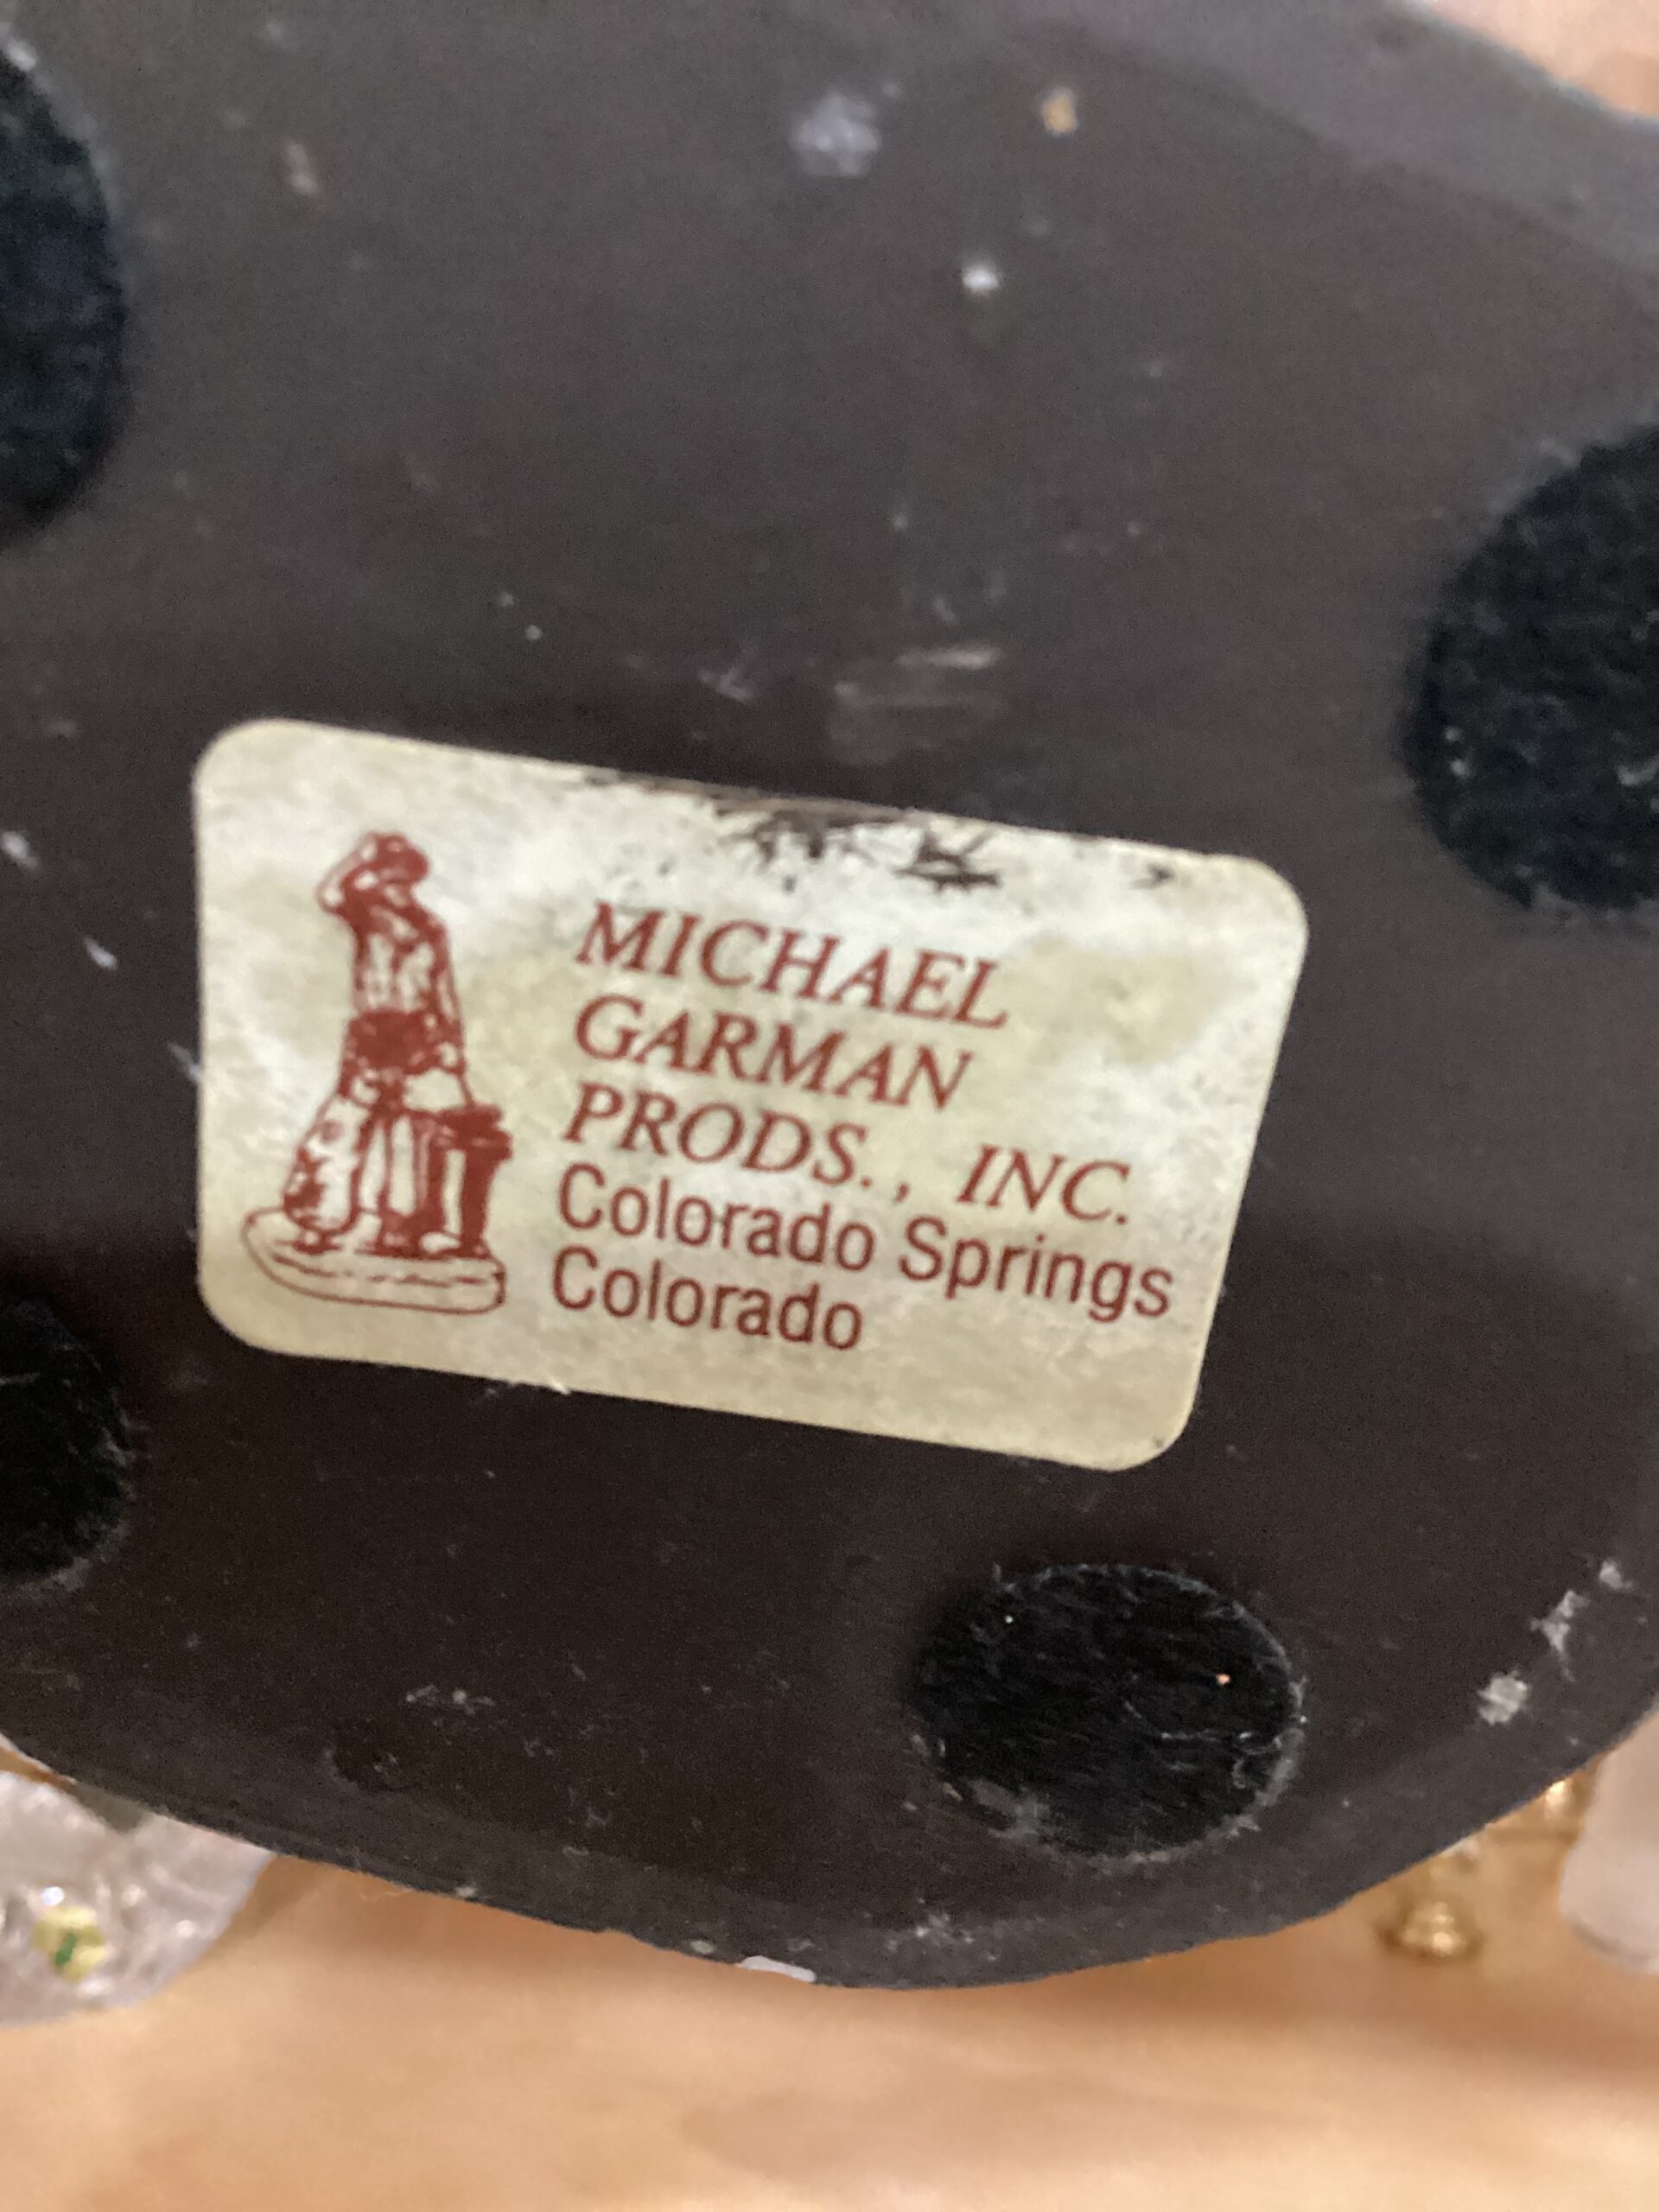 MICHAEL
GARMAN
PRODS., INC.
Colorado Springs
Colorado